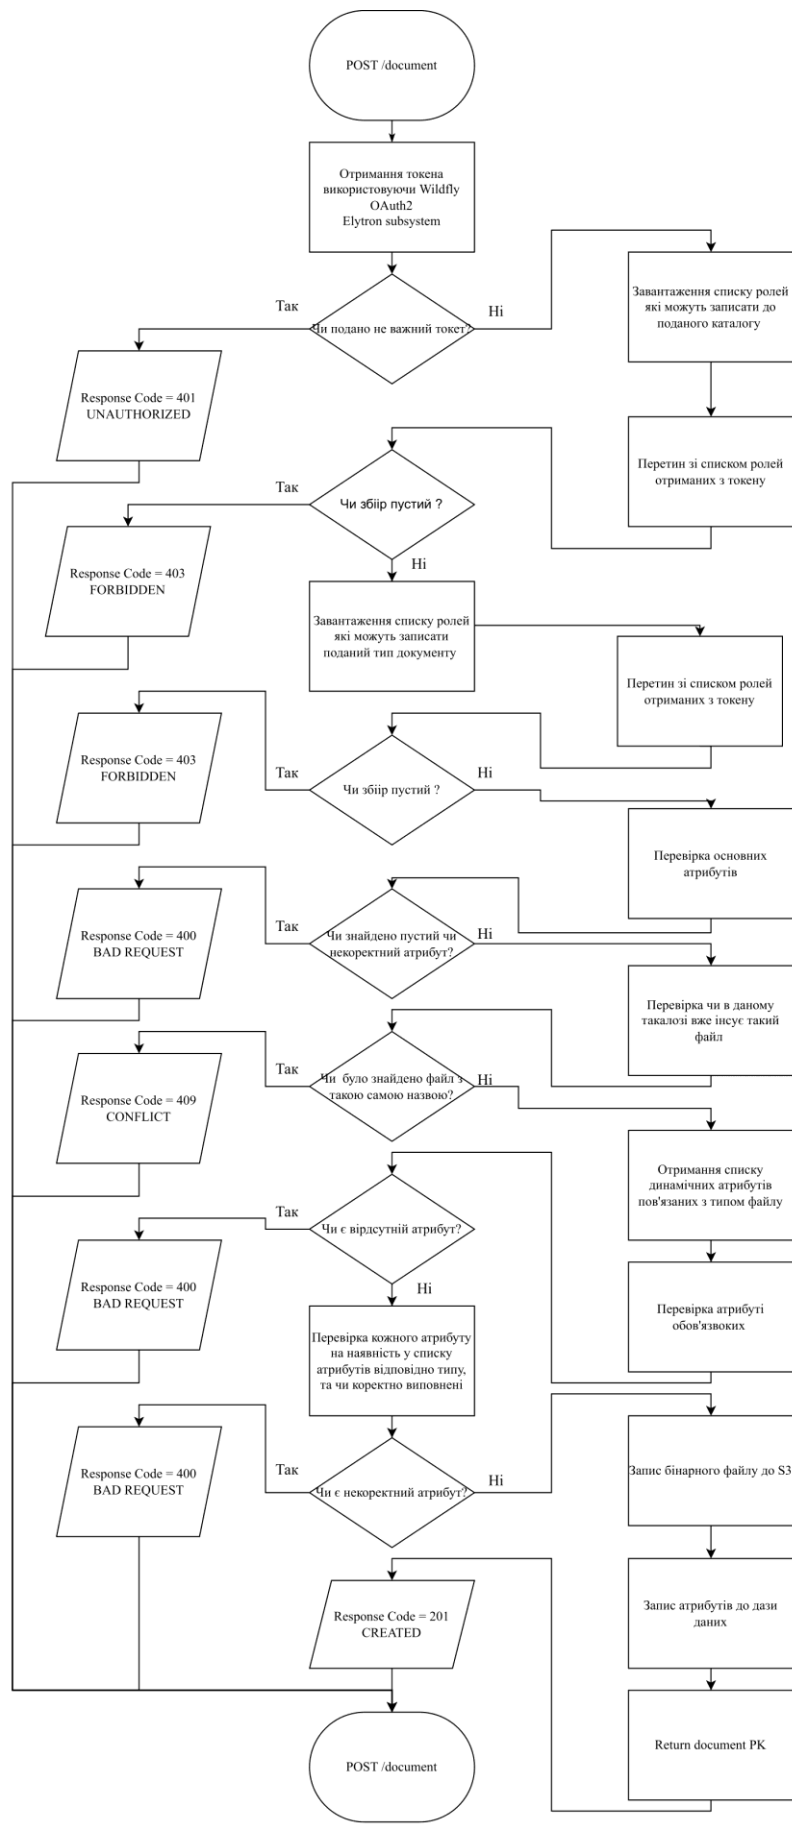 POST /document
Отримання токена
використовуючи Wildfly
OAuth2
Elytron subsystem
Так
Чи подано не важний токет?
Ні
Завантаження списку ролей
які можуть записати до
поданого каталогу
Response Code = 401
UNAUTHORIZED
Перетин зі списком ролей
отриманих з токену
Так
Чи збіір пустий ?
Ні
Response Code = 403
FORBIDDEN
Завантаження списку ролей
які можуть записати
поданий тип документу
Перетин зі списком ролей
отриманих з токену
Response Code = 403
FORBIDDEN
Так
Чи збіір пустий ?
Ні
Перевірка основних
атрибутів
Response Code = 400
BAD REQUEST
Так
Чи знайдено пустий чи
некоректний атрибут?
Ні
Перевірка чи в даному
такалозі вже інсує такий
файл
Response Code = 409
CONFLICT
Так
Чи було знайдено файл з
такою самою назвою?
Ні
Отримання списку
динамічних атрибутів
пов'язаних з типом файлу
Так
Чи є вірдсутній атрибут?
Ні
Response Code = 400
BAD REQUEST
Перевірка атрибуті
обов'язвоких
Перевірка кожного атрибуту
на наявність у списку
атрибутів відповідно типу,
та чи коректно виповнені
Response Code = 400
BAD REQUEST
Так
Чи є некоректний атрибут?
Ні
Запис бінарного файлу до S3
Response Code = 201
CREATED
Запис атрибутів до дази
даних
POST /document
Return document PK